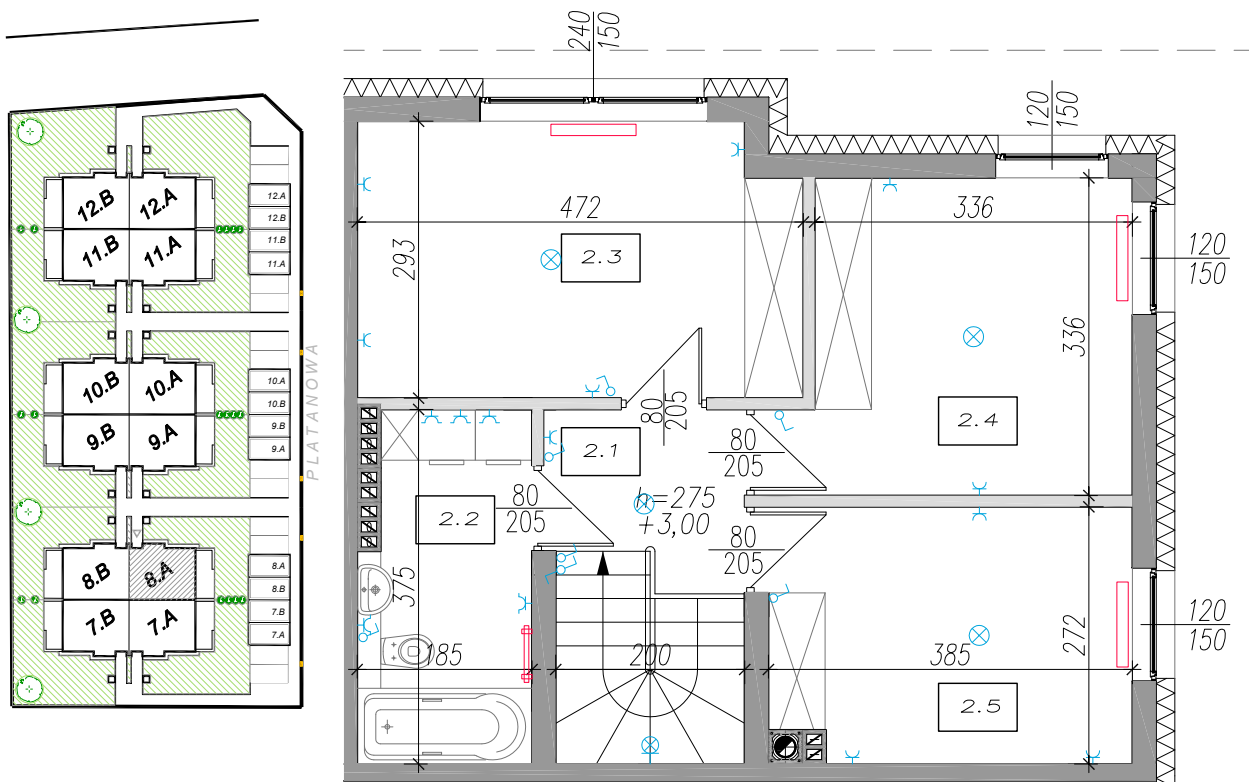 12.B
12.A
11.B
11.A
12.A
12.B
11.B
11.A
10.B
10.A
9.B
9.A
10.A
10.B
9.B
9.A
8.B
8.A
7.B
7.A
8.A
8.B
7.B
7.A
PLATANOWA
240
150
120
150
472
336
293
2.3
120
150
336
80
205
2.4
2.1
80
205
2.2
80
205
h=275
+3,00
80
205
375
120
150
272
185
200
385
2.5